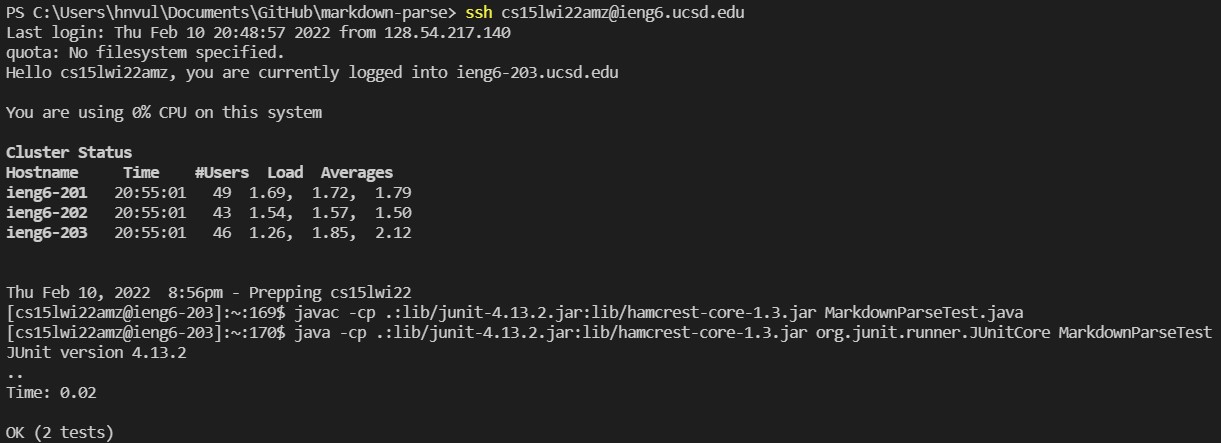 PS C:\Users\hnvul\Documents\GitHub\markdown-parse> ssh cs15lwi22amz@ieng6.ucsd.edu
Last login: Thu Feb 10 20:48:57 2022 from 128.54.217.140
quota: No filesystem specified.
Hello cs15lwi22amz, you are currently logged into ieng6-203.ucsd.edu
You are using 0% CPU on this system
Cluster Status
Hostname     Time    #Users  Load  Averages
ieng6-201   20:55:01   49  1.69,  1.72,  1.79
ieng6-202   20:55:01   43  1.54,  1.57,  1.50
ieng6-203   20:55:01   46  1.26,  1.85,  2.12
Thu Feb 10, 2022  8:56pm - Prepping cs15lwi22
[cs15lwi22amz@ieng6-203]:~:169$ javac -cp .:lib/junit-4.13.2.jar:lib/hamcrest-core-1.3.jar MarkdownParseTest.java
[cs15lwi22amz@ieng6-203]:~:170$ java -cp .:lib/junit-4.13.2.jar:lib/hamcrest-core-1.3.jar org.junit.runner.JUnitCore MarkdownParseTest
JUnit version 4.13.2
..
Time: 0.02
OK (2 tests)